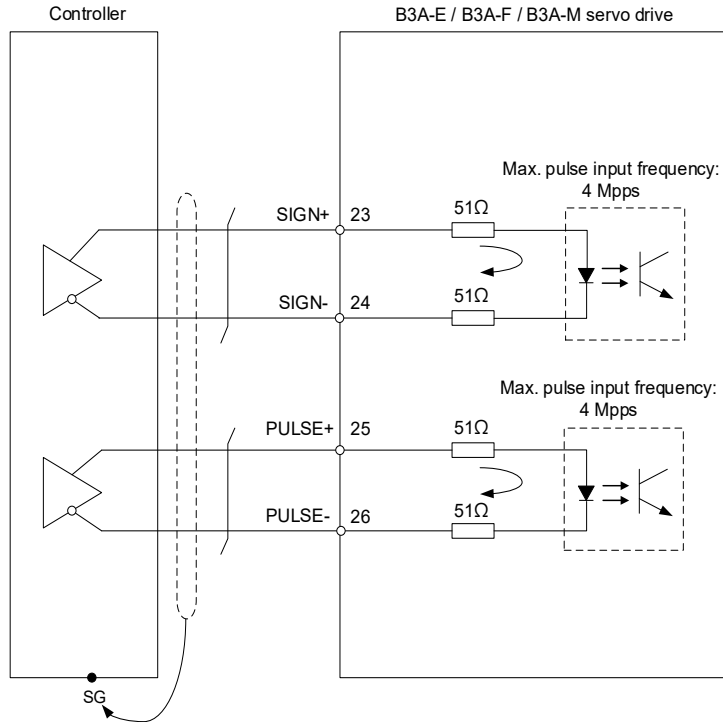 Controller
B3A-E / B3A-F / B3A-M servo drive
Max. pulse input frequency:
4 Mpps
SIGN+ 23
51Ω
SIGN- 24
51Ω
Max. pulse input frequency:
4 Mpps
PULSE+ 25
51Ω
PULSE- 26
51Ω
SG